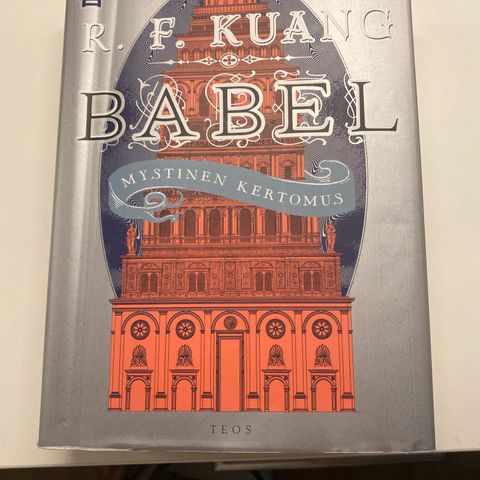 R. F. KUANG
BABEL
MYSTINEN KERTOMUS
TEOS